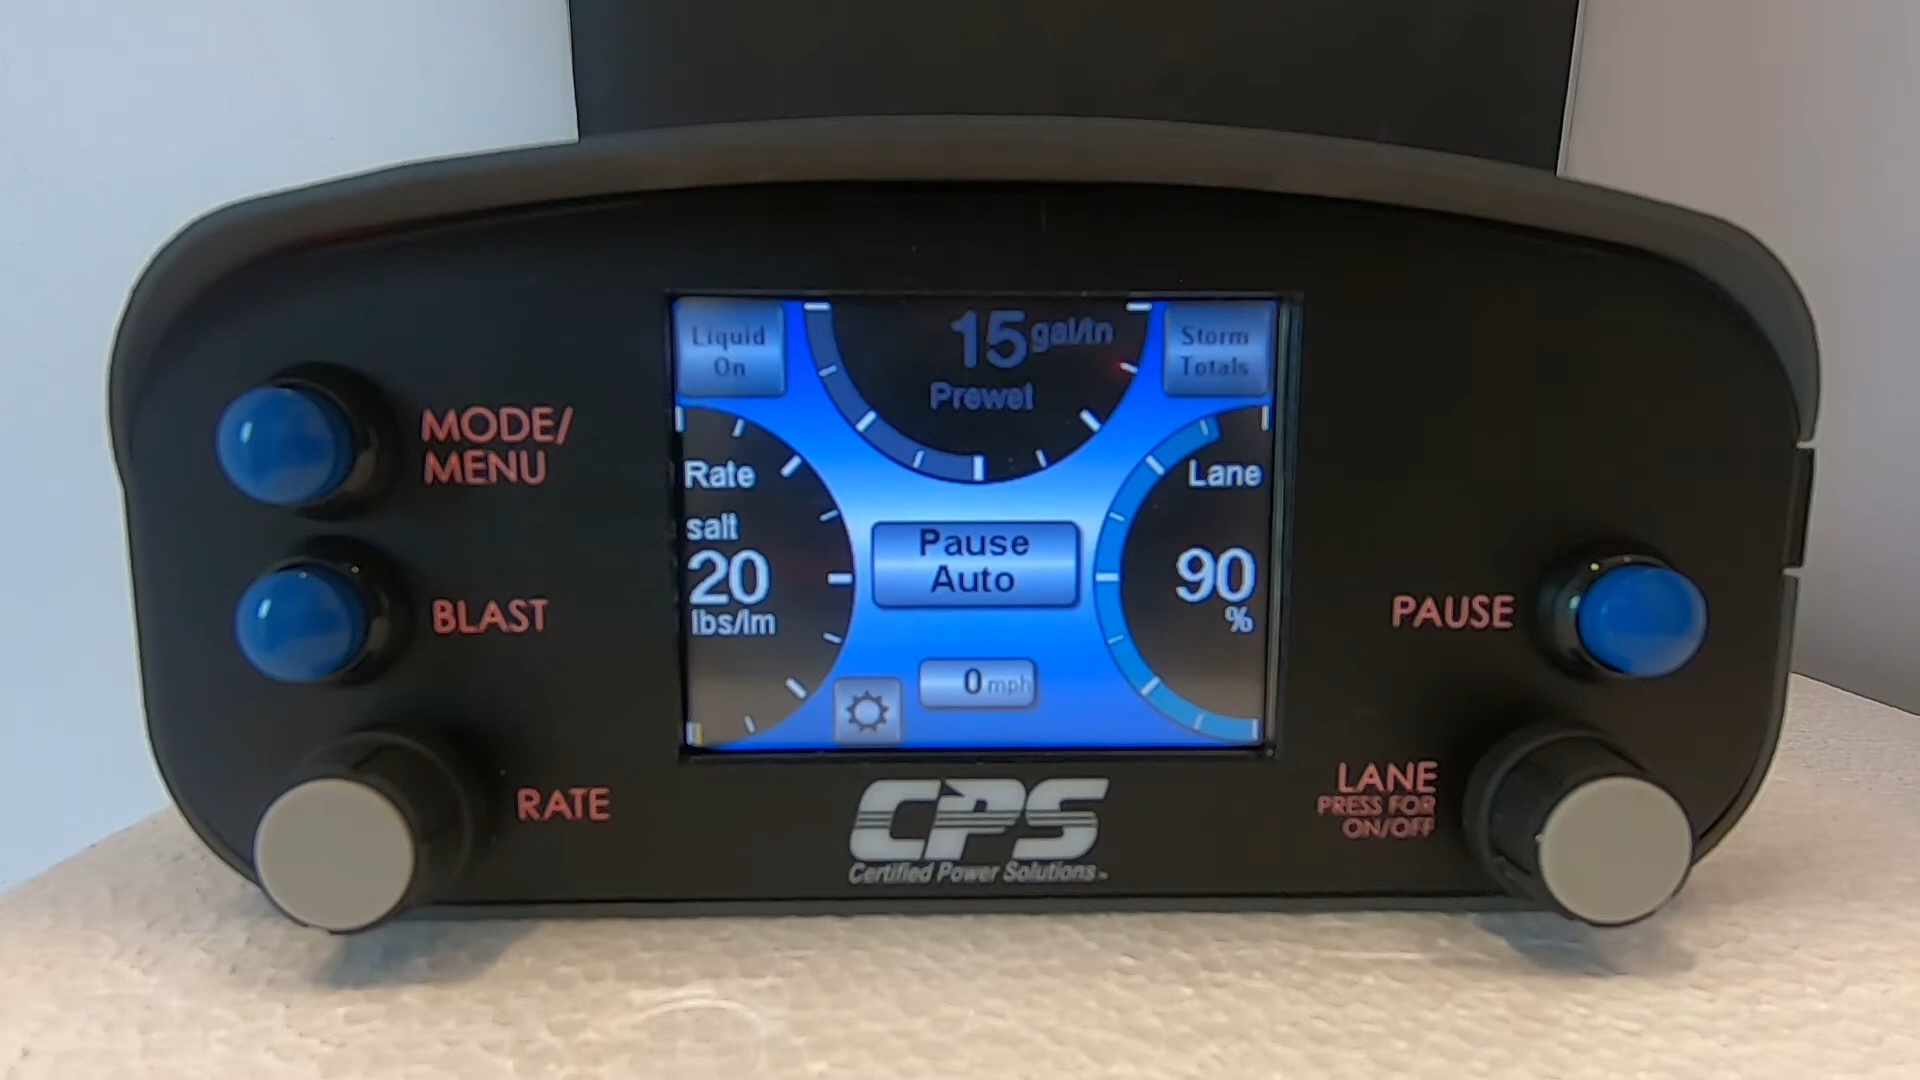 Liquid
On
15 gal/tn
Prewet
Storm
Totals
MODE/
MENU
Rate
salt
20
lbs/lm
Pause
Auto
Lane
90
%
BLAST
PAUSE
0 mph
RATE
LANE
PRESS FOR
ON/OFF
CPS
Certified Power Solutions